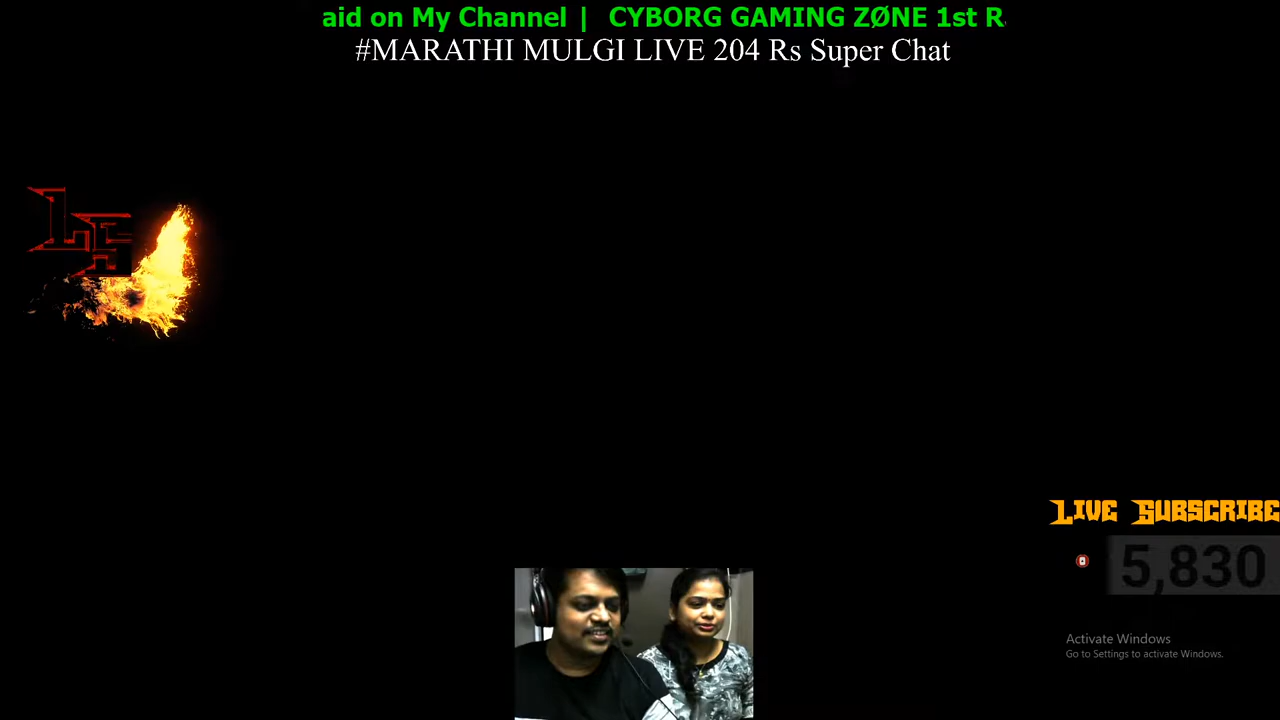 aid on My Channel | CYBORG GAMING ZØNE 1st R
#MARATHI MULGI LIVE 204 Rs Super Chat
LIVE SUBSCRIBE
5,830
Activate Windows
Go to Settings to activate Windows.